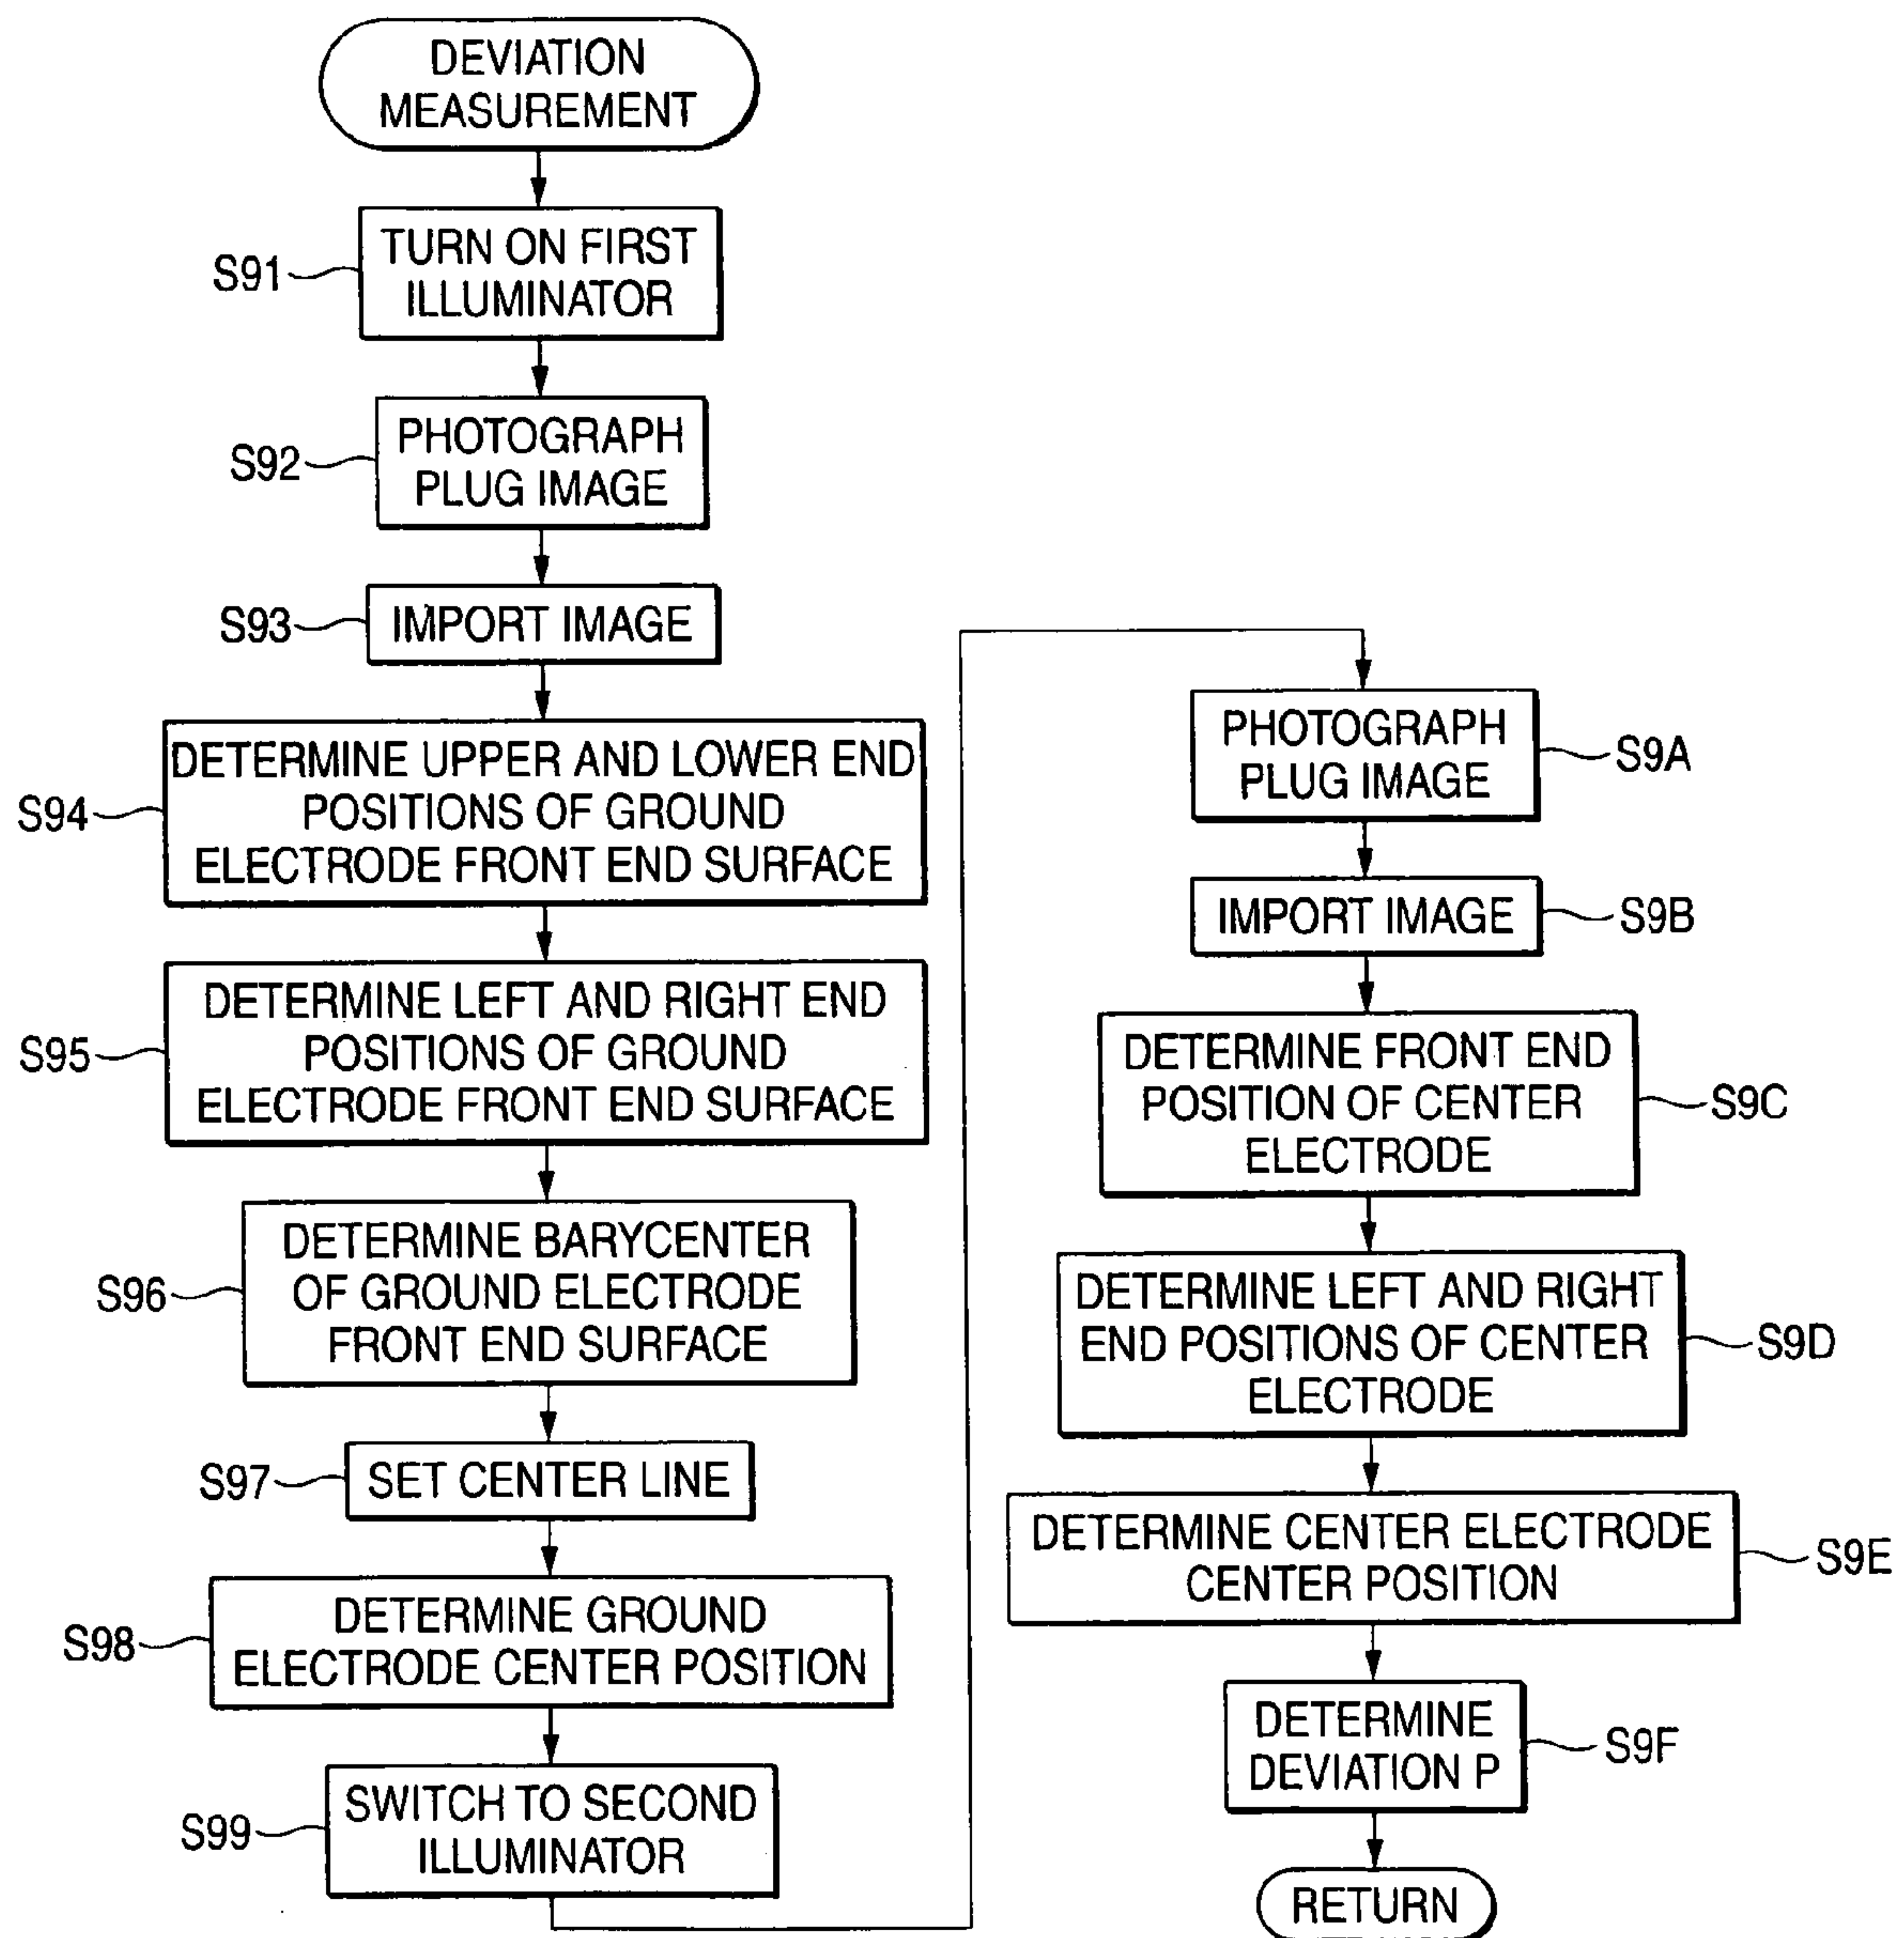 DEVIATION
MEASUREMENT
S91
TURN ON FIRST
ILLUMINATOR
S92
PHOTOGRAPH
PLUG IMAGE
S93
IMPORT IMAGE
S94
DETERMINE UPPER AND LOWER END
POSITIONS OF GROUND
ELECTRODE FRONT END SURFACE
S95
DETERMINE LEFT AND RIGHT END
POSITIONS OF GROUND
ELECTRODE FRONT END SURFACE
S96
DETERMINE BARYCENTER
OF GROUND ELECTRODE
FRONT END SURFACE
S97
SET CENTER LINE
S98
DETERMINE GROUND
ELECTRODE CENTER POSITION
S99
SWITCH TO SECOND
ILLUMINATOR
PHOTOGRAPH
PLUG IMAGE
S9A
IMPORT IMAGE
S9B
DETERMINE FRONT END
POSITION OF CENTER
ELECTRODE
S9C
DETERMINE LEFT AND RIGHT
END POSITIONS OF CENTER
ELECTRODE
S9D
DETERMINE CENTER ELECTRODE
CENTER POSITION
S9E
DETERMINE
DEVIATION P
S9F
RETURN